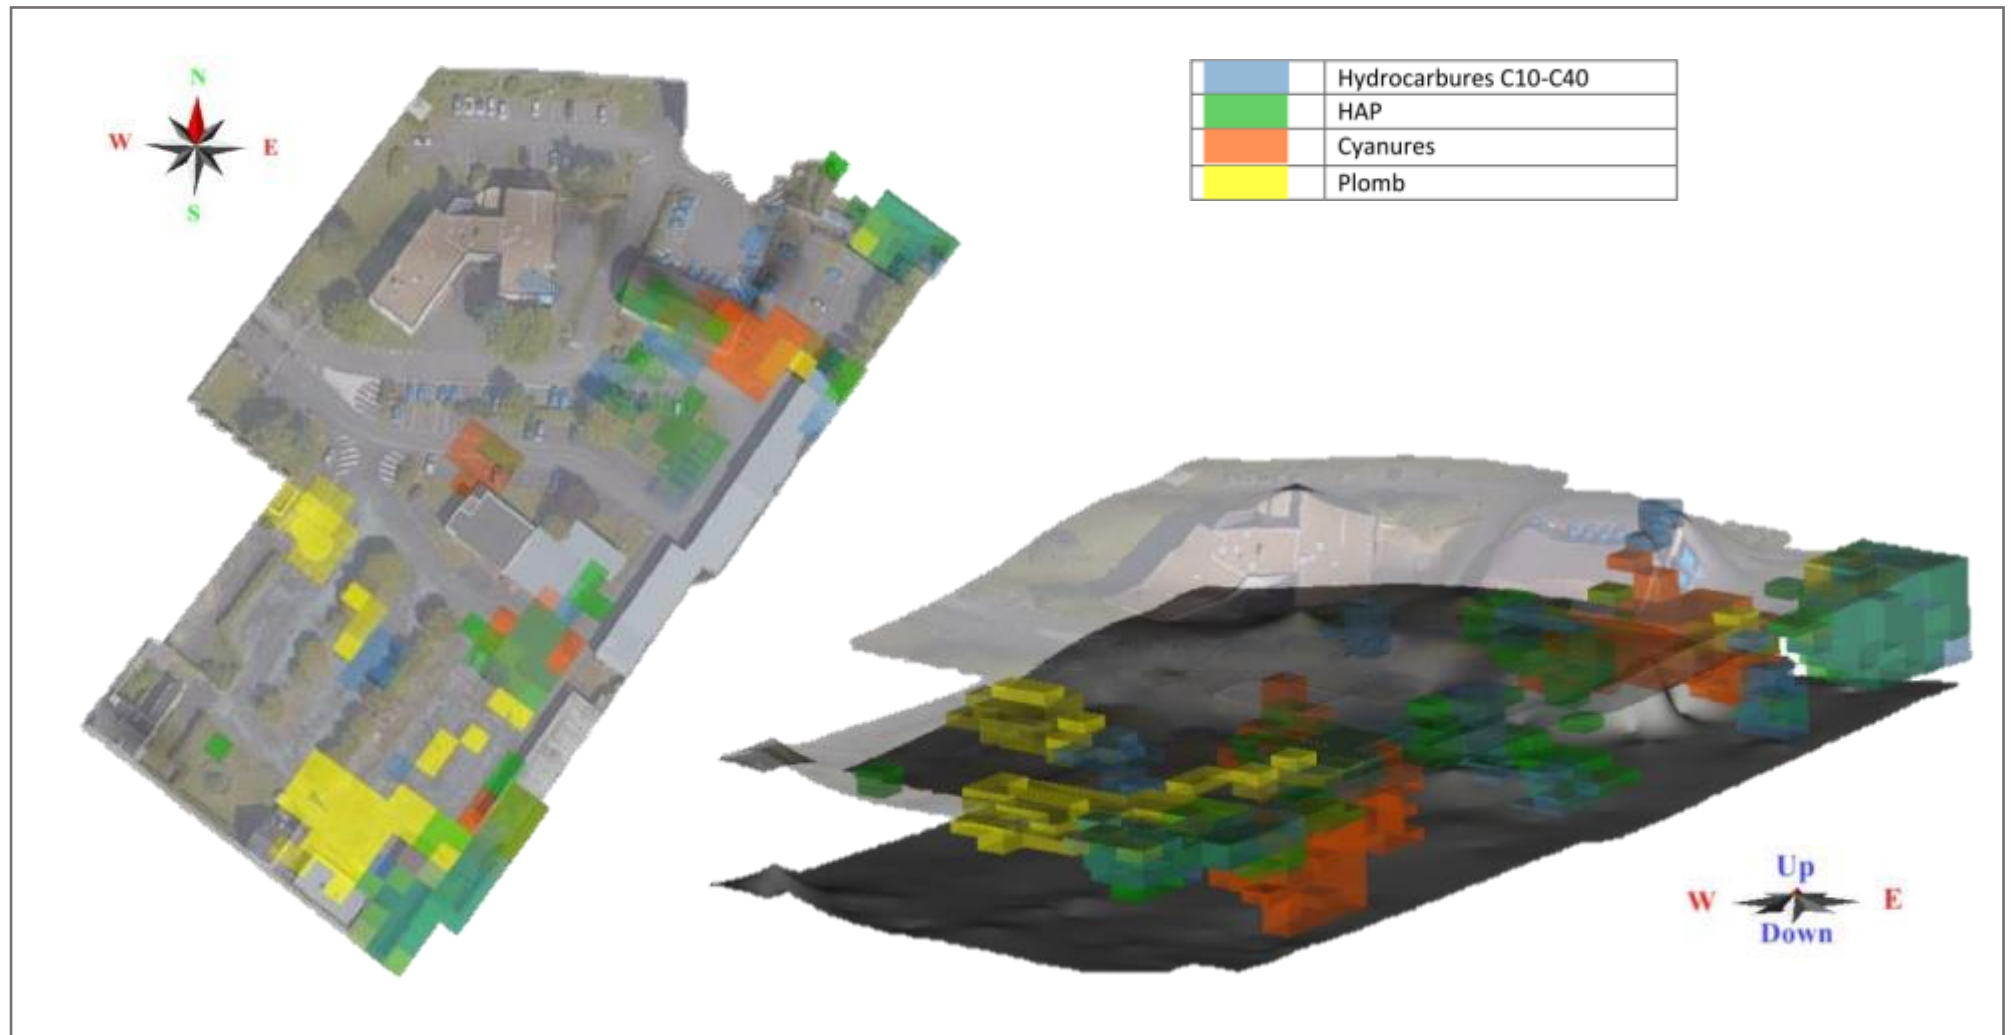 N
W E
S
Hydrocarbures C10-C40
HAP
Cyanures
Plomb
Up
W E
Down